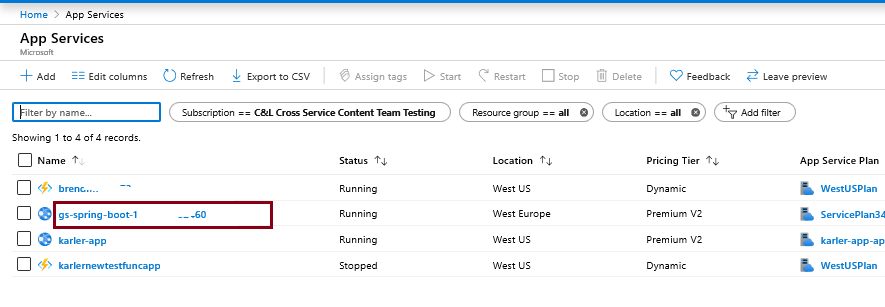 Home > App Services
App Services
Microsoft
Add Edit columns Refresh Export to CSV Assign tags Start Restart Stop Delete Feedback Leave preview
Filter by name...
Subscription == C&L Cross Service Content Team Testing Resource group == all Location == all Add filter
Showing 1 to 4 of 4 records.
Name Status Location Pricing Tier App Service Plan
Running West US Dynamic WestUSPlan
gs-spring-boot-1 60 Running West Europe Premium V2 ServicePlan34
karler-app Running West US Premium V2 karler-app-ap
karlernewtestfuncapp Stopped West US Dynamic WestUSPlan